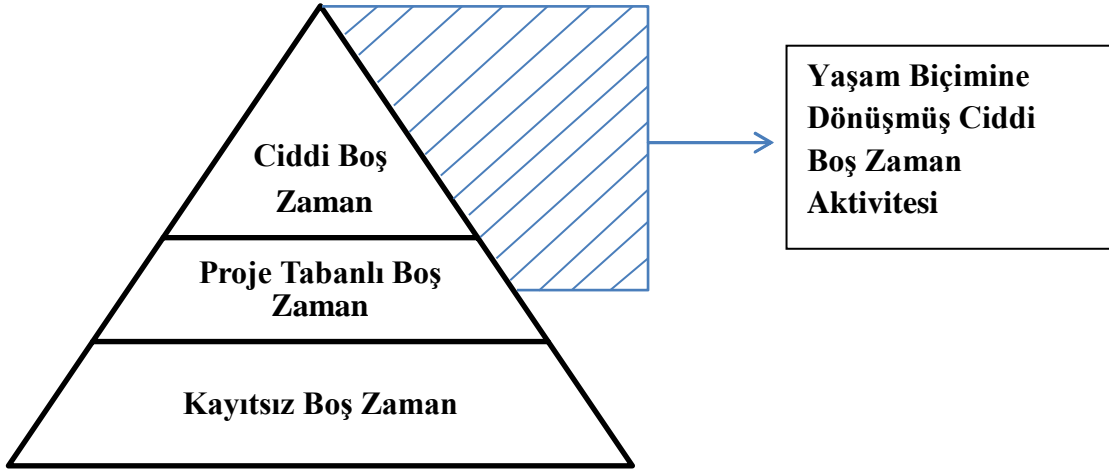 Ciddi Boş
Zaman
Proje Tabanlı Boş
Zaman
Kayıtsız Boş Zaman
Yaşam Biçimine
Dönüşmüş Ciddi
Boş Zaman
Aktivitesi